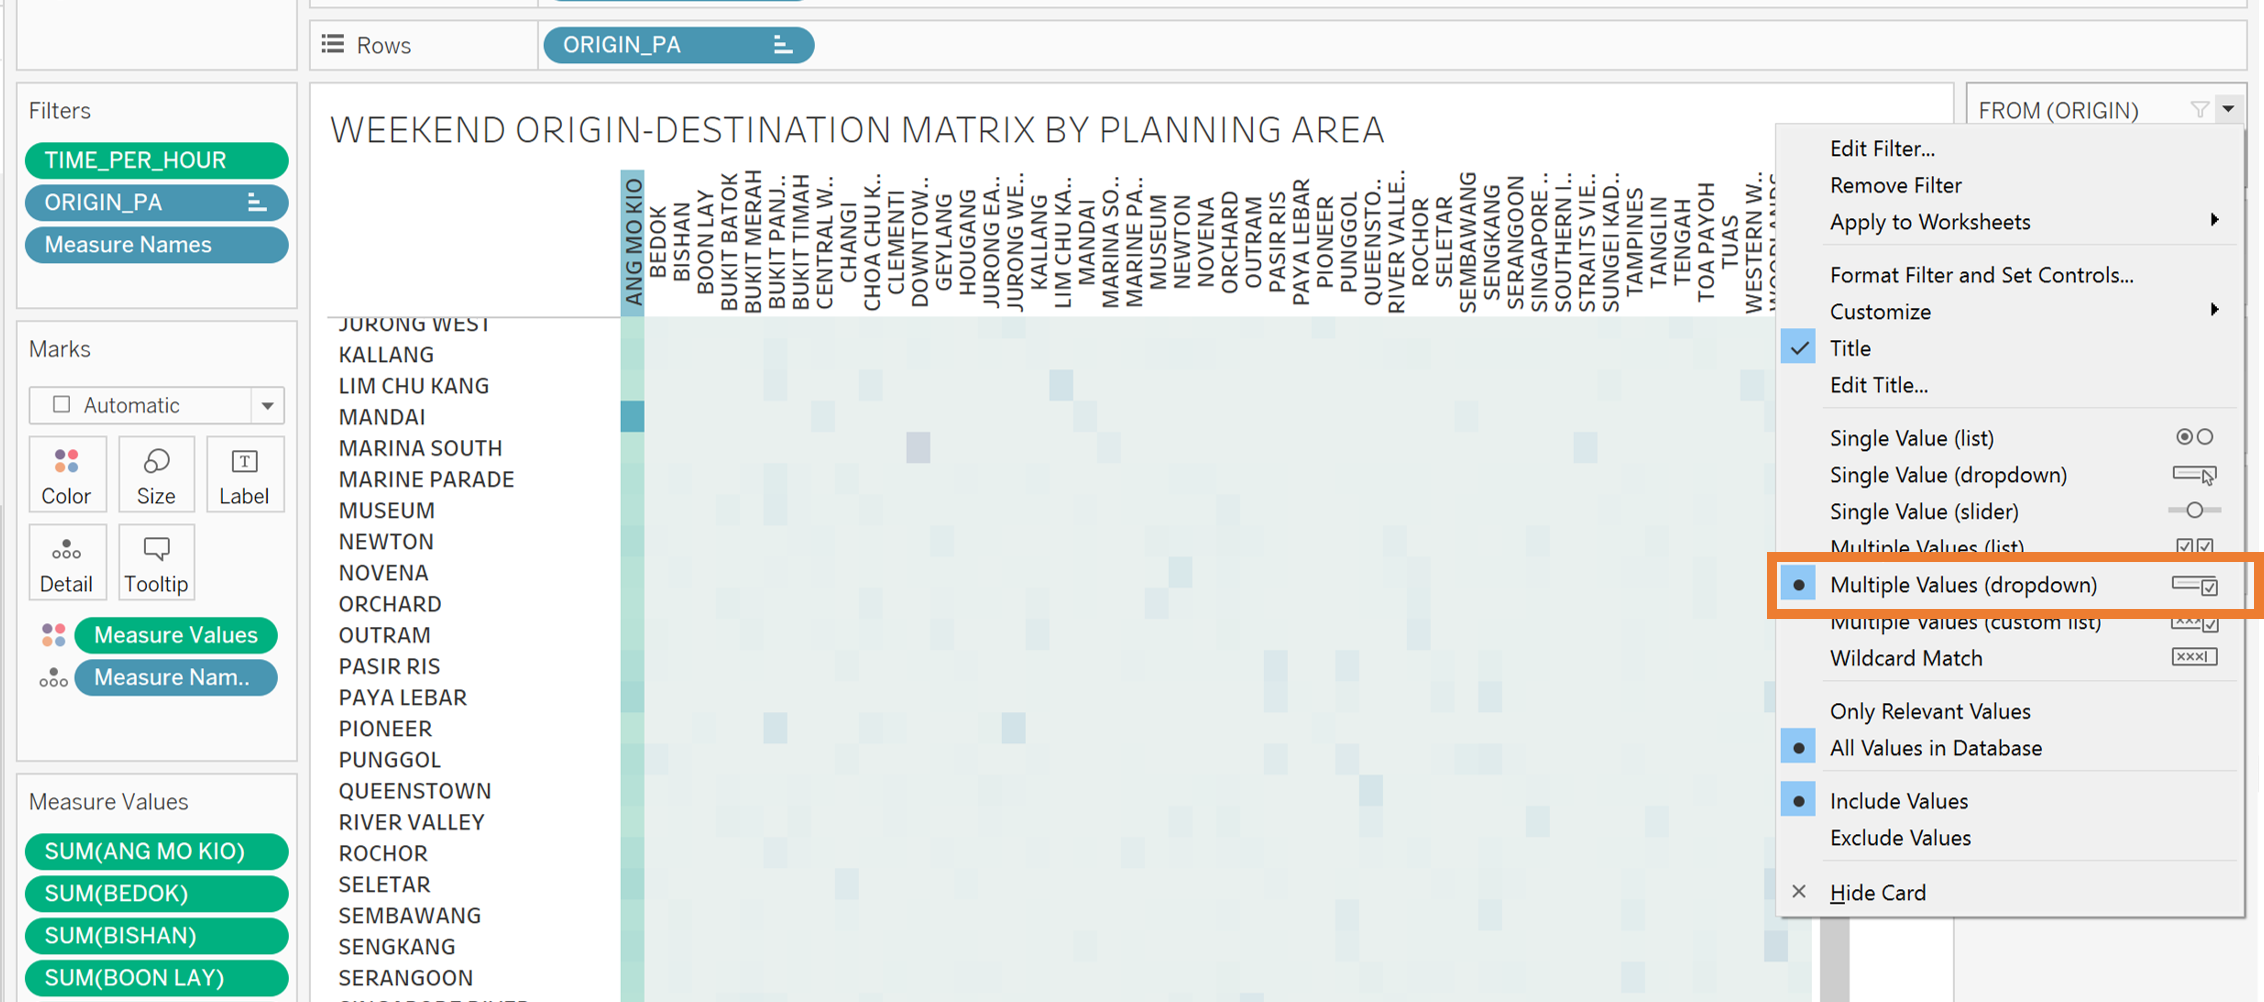 Rows
ORIGIN_PA
Filters
TIME_PER_HOUR
ORIGIN_PA
Measure Names
Marks
Automatic
Color
Size
Label
Detail
Tooltip
Measure Values
Measure Nam..
Measure Values
SUM(ANG MO KIO)
SUM(BEDOK)
SUM(BISHAN)
SUM(BOON LAY)
WEEKEND ORIGIN-DESTINATION MATRIX BY PLANNING AREA
ANG MO KIO
BEDOK
BISHAN
BOON LAY
BUKIT BATOK
BUKIT MERAH
BUKIT PANJ..
BUKIT TIMAH
CENTRAL W..
CHANGI
CHOA CHU K..
CLEMENTI
DOWNTOW..
GEYLANG
HOUGANG
JURONG EA..
JURONG WE..
KALLANG
LIM CHU KA..
MANDAI
MARINA SO..
MARINE PA..
MUSEUM
NEWTON
NOVENA
ORCHARD
OUTRAM
PASIR RIS
PAYA LEBAR
PIONEER
PUNGGOL
QUEENSTO..
RIVER VALLE..
ROCHOR
SELETAR
SEMBAWANG
SENGKANG
SERANGOON
SINGAPORE ..
SOUTHERN I..
STRAITS VIE..
SUNGEI KAD..
TAMPINES
TANGLIN
TENGAH
TOA PAYOH
TUAS
WESTERN W..
JURONG WEST
KALLANG
LIM CHU KANG
MANDAI
MARINA SOUTH
MARINE PARADE
MUSEUM
NEWTON
NOVENA
ORCHARD
OUTRAM
PASIR RIS
PAYA LEBAR
PIONEER
PUNGGOL
QUEENSTOWN
RIVER VALLEY
ROCHOR
SELETAR
SEMBAWANG
SENGKANG
SERANGOON
FROM (ORIGIN)
Edit Filter...
Remove Filter
Apply to Worksheets
Format Filter and Set Controls...
Customize
Title
Edit Title...
Single Value (list)
Single Value (dropdown)
Single Value (slider)
Multiple Values (list)
Multiple Values (dropdown)
Multiple Values (custom list)
Wildcard Match
Only Relevant Values
All Values in Database
Include Values
Exclude Values
Hide Card